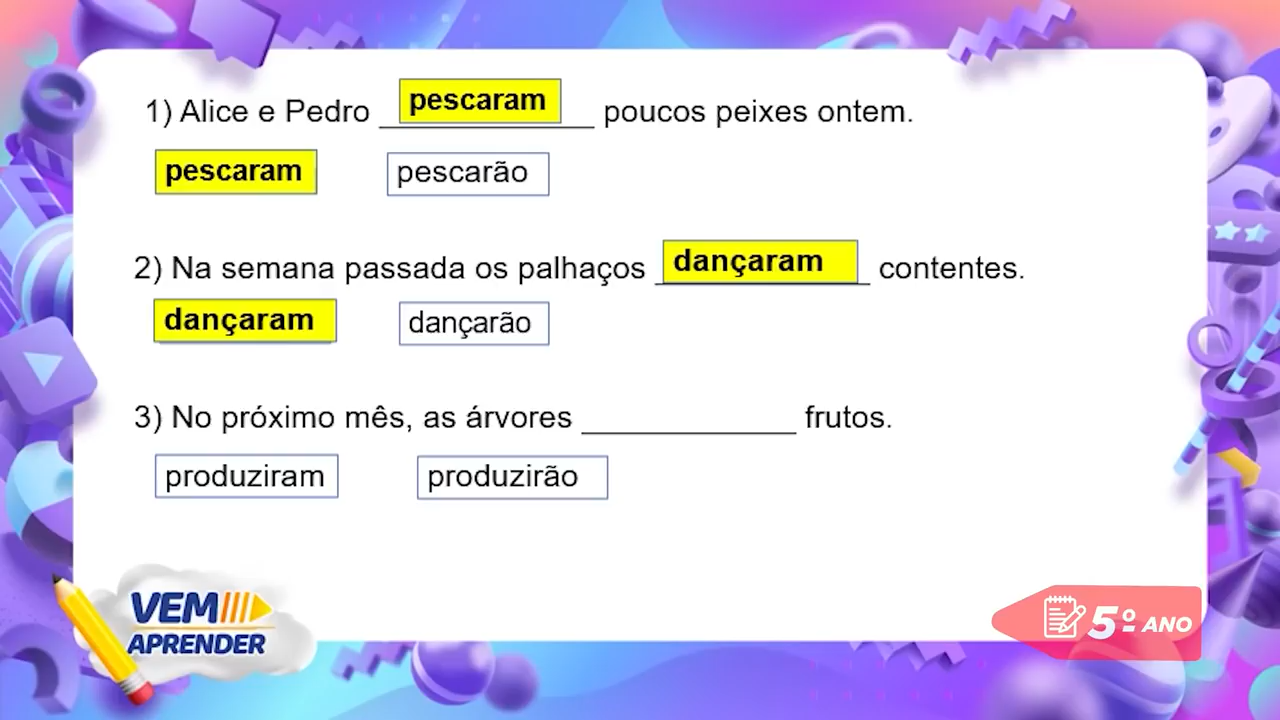 1) Alice e Pedro pescaram poucos peixes ontem.
pescaram pescarão
2) Na semana passada os palhaços dançaram contentes.
dançaram dançarão
3) No próximo mês, as árvores _____________ frutos.
produziram produzirão
VEM
APRENDER
5º ANO